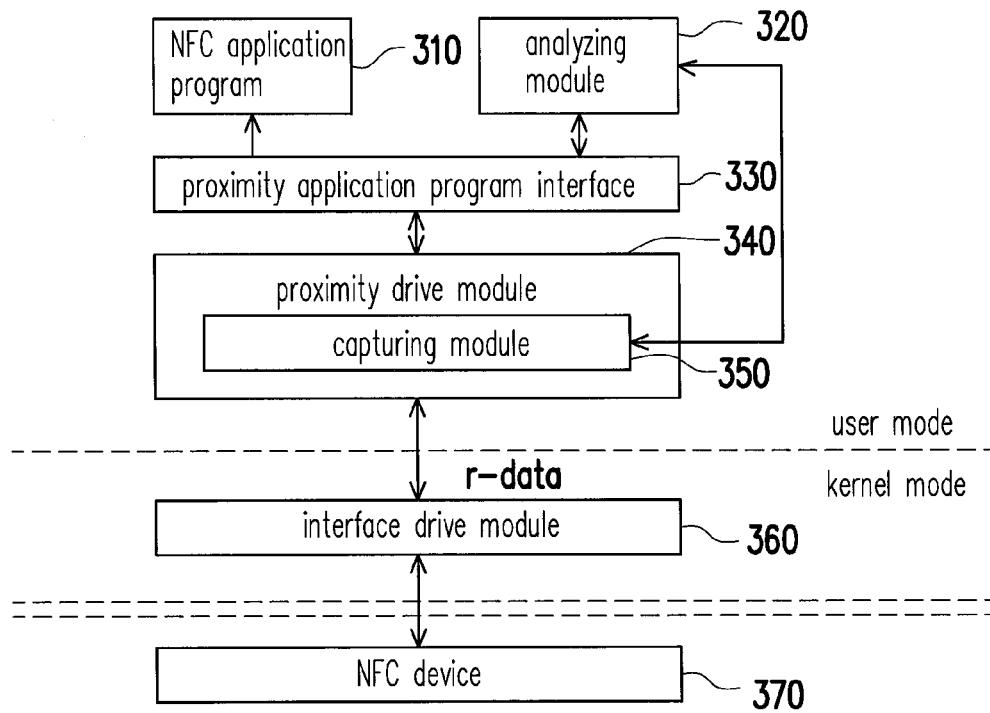 NFC application
program
310
analyzing
module
320
proximity application program interface
330
340
proximity drive module
capturing module
350
user mode
r-data
kernel mode
interface drive module
360
NFC device
370